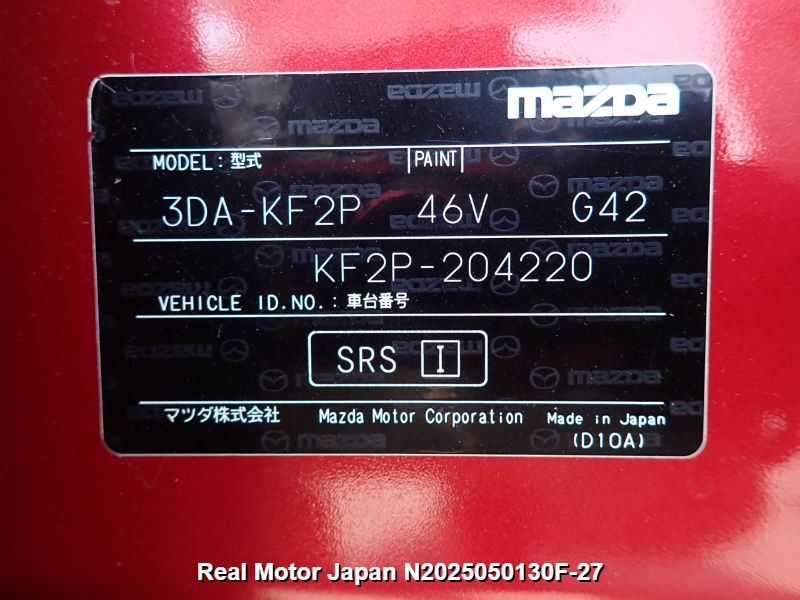 mazda
MODEL : 型式 PAINT
3DA-KF2P 46V G42
KF2P-204220
VEHICLE ID.NO. : 車台番号
SRS I
マツダ株式会社 Mazda Motor Corporation Made in Japan
(D10A)
Real Motor Japan N2025050130F-27